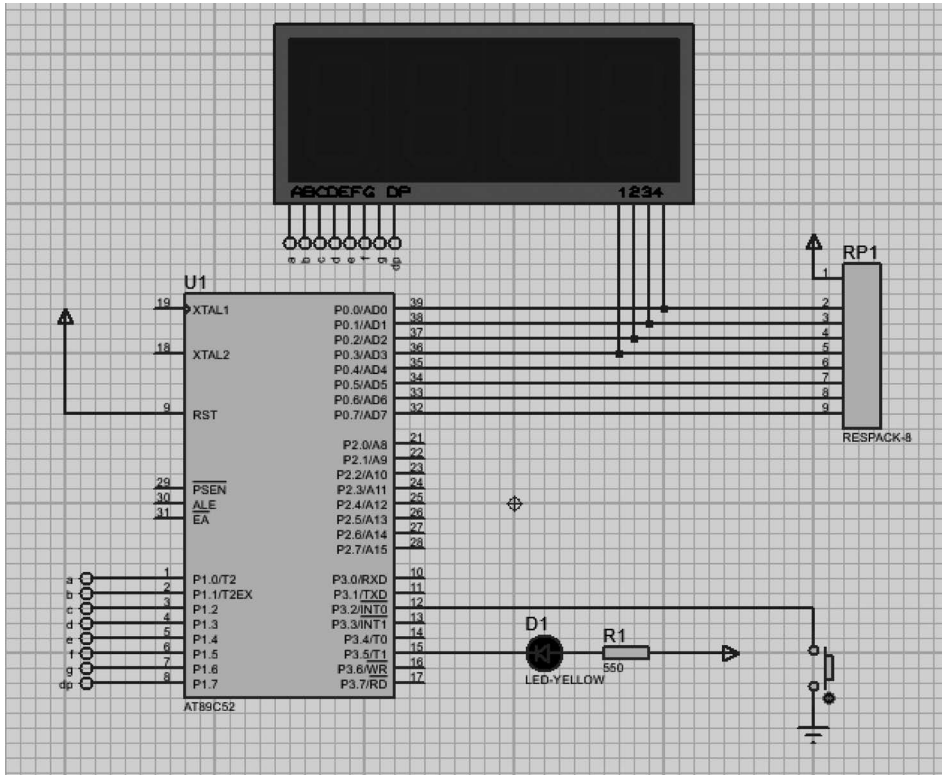 ABCDEFG DP
1234
a
b
c
d
e
f
g
dp
U1
RP1
1
19
XTAL1
P0.0/AD0
39
2
P0.1/AD1
38
3
P0.2/AD2
37
4
18
XTAL2
P0.3/AD3
36
5
P0.4/AD4
35
6
P0.5/AD5
34
7
P0.6/AD6
33
8
9
RST
P0.7/AD7
32
9
RESPACK-8
P2.0/A8
21
P2.1/A9
22
P2.2/A10
23
29
PSEN
P2.3/A11
24
30
ALE
P2.4/A12
25
31
EA
P2.5/A13
26
P2.6/A14
27
P2.7/A15
28
a
1
P1.0/T2
P3.0/RXD
10
b
2
P1.1/T2EX
P3.1/TXD
11
c
3
P1.2
P3.2/INT0
12
d
4
P1.3
P3.3/INT1
13
e
5
P1.4
P3.4/T0
14
f
6
P1.5
P3.5/T1
15
g
7
P1.6
P3.6/WR
16
dp
8
P1.7
P3.7/RD
17
D1
R1
550
LED-YELLOW
AT89C52